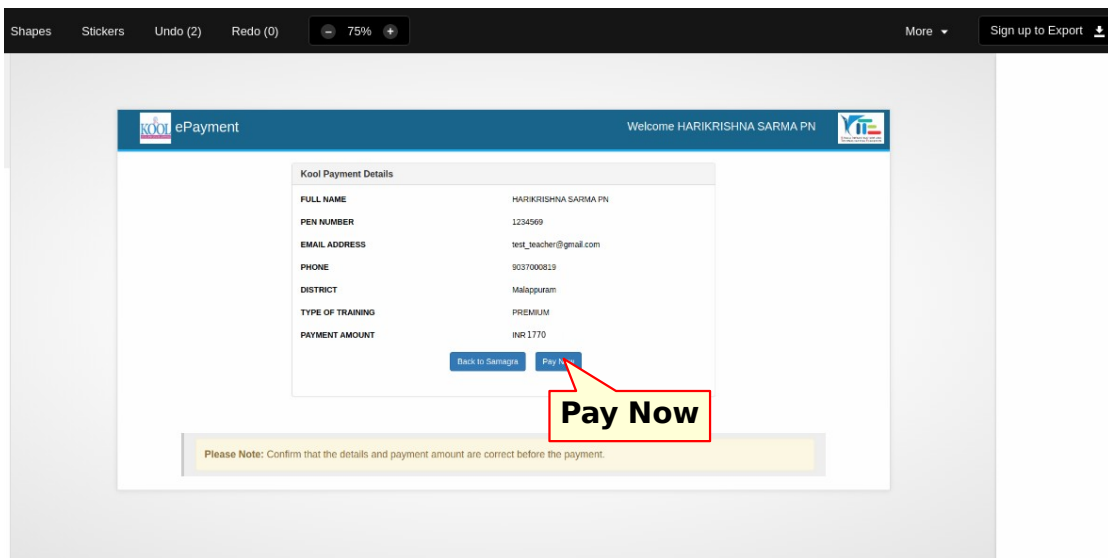 Shapes Stickers Undo (2) Redo (0) 75% More Sign up to Export
KOOL ePayment Welcome HARIKRISHNA SARMA PN KITE
Kool Payment Details
FULL NAME HARIKRISHNA SARMA PN
PEN NUMBER 1234569
EMAIL ADDRESS test_teacher@gmail.com
PHONE 9037000819
DISTRICT Malappuram
TYPE OF TRAINING PREMIUM
PAYMENT AMOUNT INR 1770
Back to Samagra Pay Now
Pay Now
Please Note: Confirm that the details and payment amount are correct before the payment.